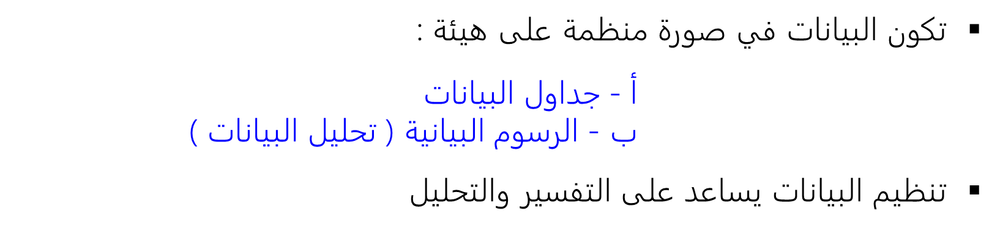 ▪ تكون البيانات في صورة منظمة على هيئة :
أ - جداول البيانات
ب - الرسوم البيانية ( تحليل البيانات )
▪ تنظيم البيانات يساعد على التفسير والتحليل